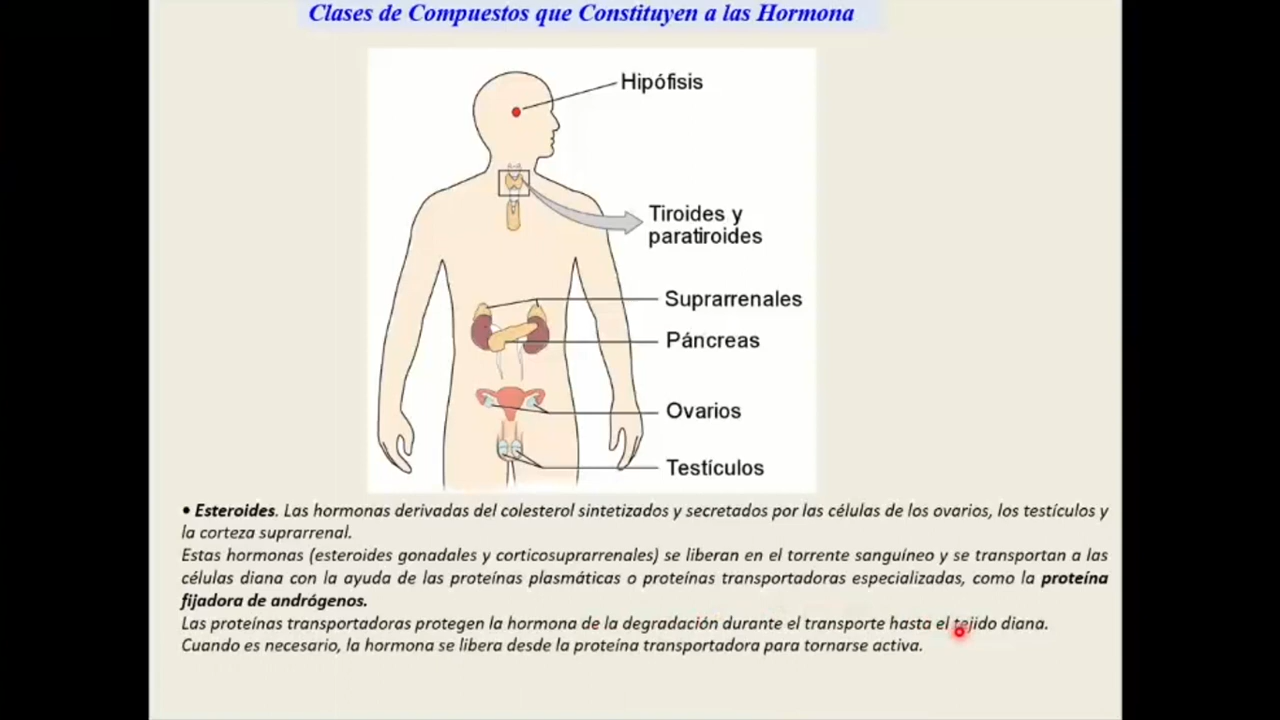 Clases de Compuestos que Constituyen a las Hormona
Hipófisis
Tiroides y
paratiroides
Suprarrenales
Páncreas
Ovarios
Testículos
• Esteroides. Las hormonas derivadas del colesterol sintetizados y secretados por las células de los ovarios, los testículos y
la corteza suprarrenal.
Estas hormonas (esteroides gonadales y corticosuprarrenales) se liberan en el torrente sanguíneo y se transportan a las
células diana con la ayuda de las proteínas plasmáticas o proteínas transportadoras especializadas, como la proteína
fijadora de andrógenos.
Las proteínas transportadoras protegen la hormona de la degradación durante el transporte hasta el tejido diana.
Cuando es necesario, la hormona se libera desde la proteína transportadora para tornarse activa.